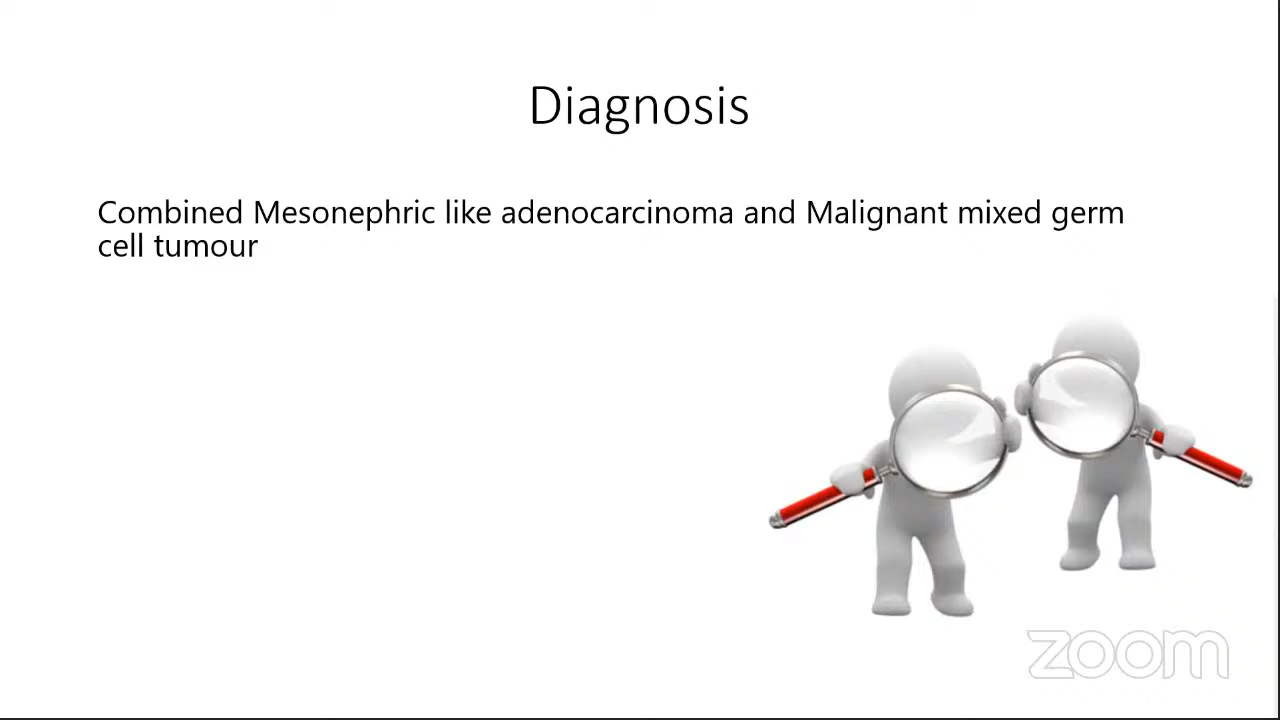 Diagnosis
Combined Mesonephric like adenocarcinoma and Malignant mixed germ
cell tumour
zoom